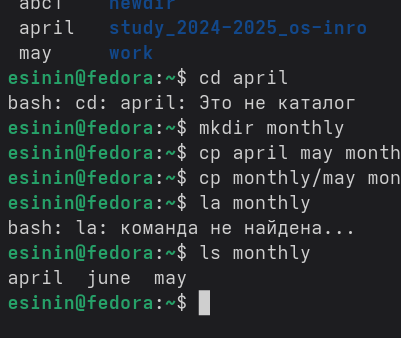 abc1 newdir
april study_2024-2025_os-inro
may work
esinin@fedora:~$ cd april
bash: cd: april: Это не каталог
esinin@fedora:~$ mkdir monthly
esinin@fedora:~$ cp april may month
esinin@fedora:~$ cp monthly/may mon
esinin@fedora:~$ la monthly
bash: la: команда не найдена...
esinin@fedora:~$ ls monthly
april june may
esinin@fedora:~$